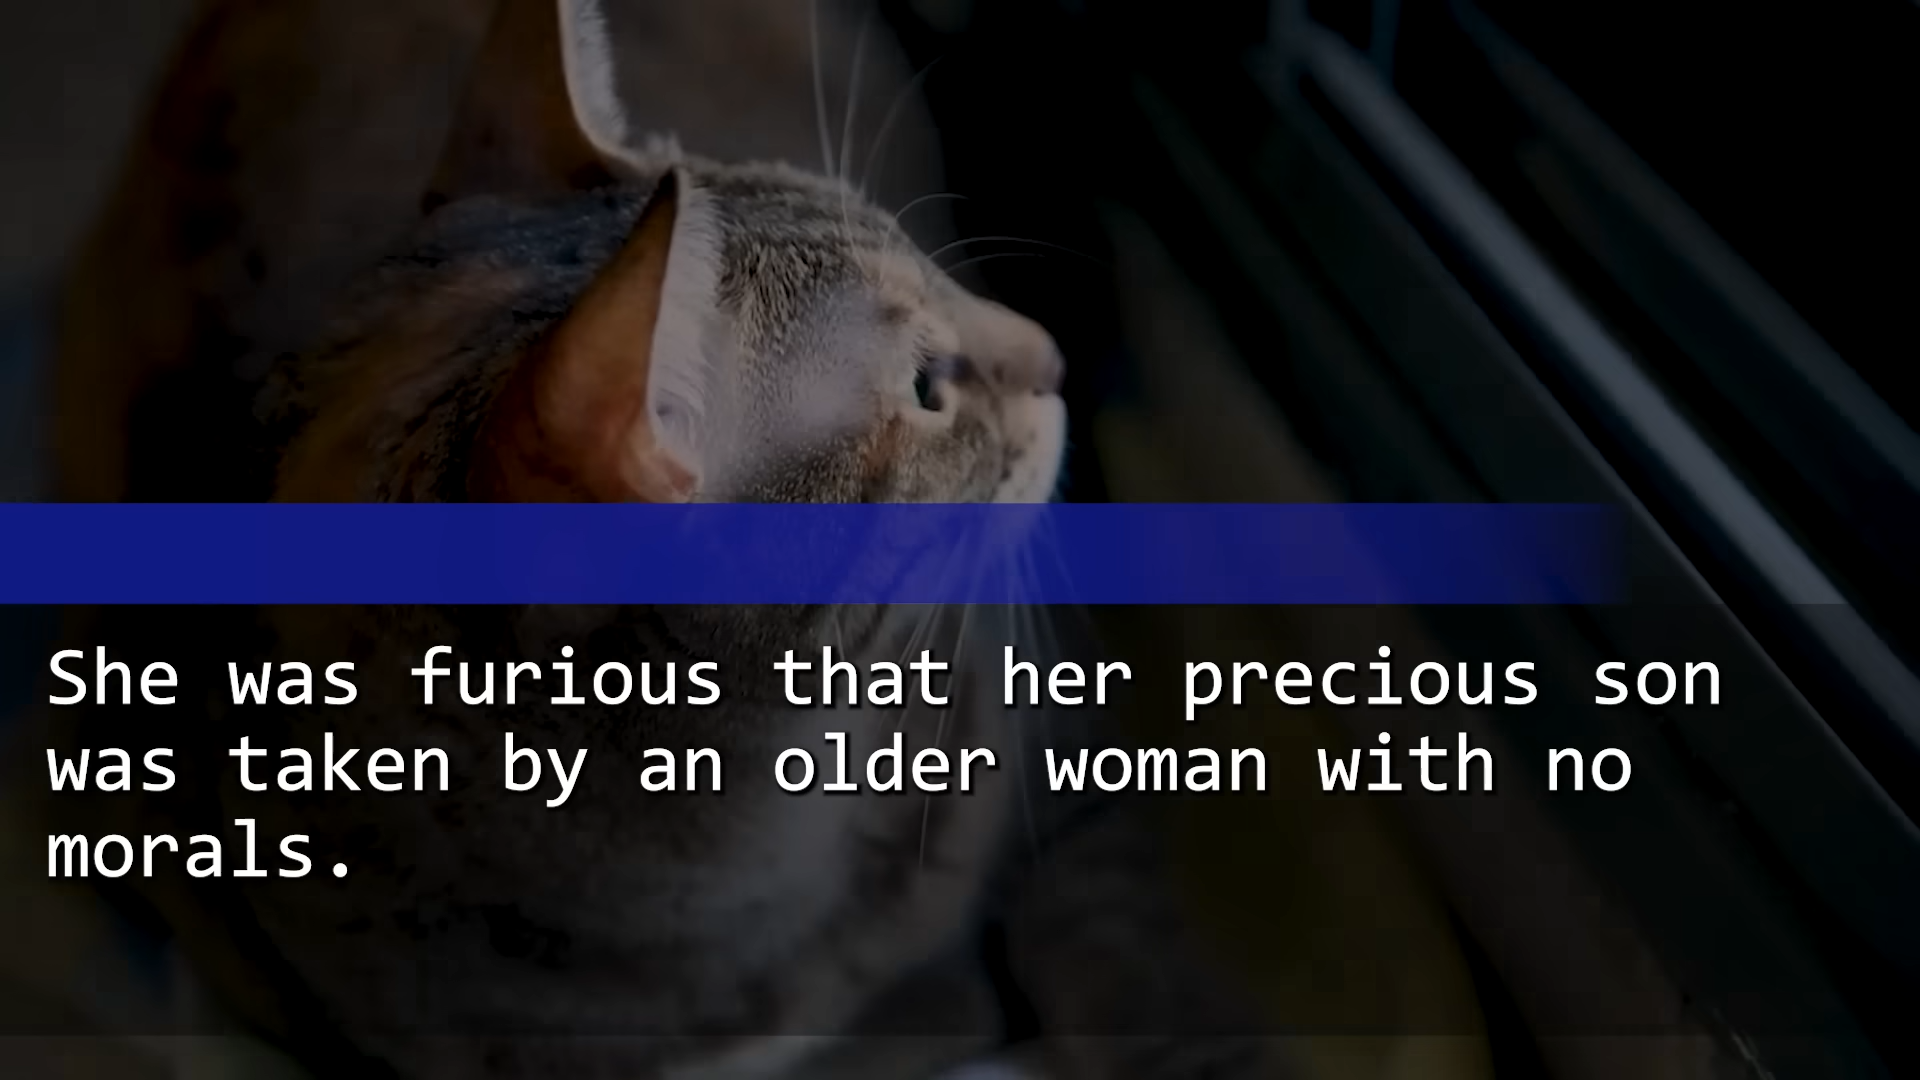 She was furious that her precious son
was taken by an older woman with no
morals.